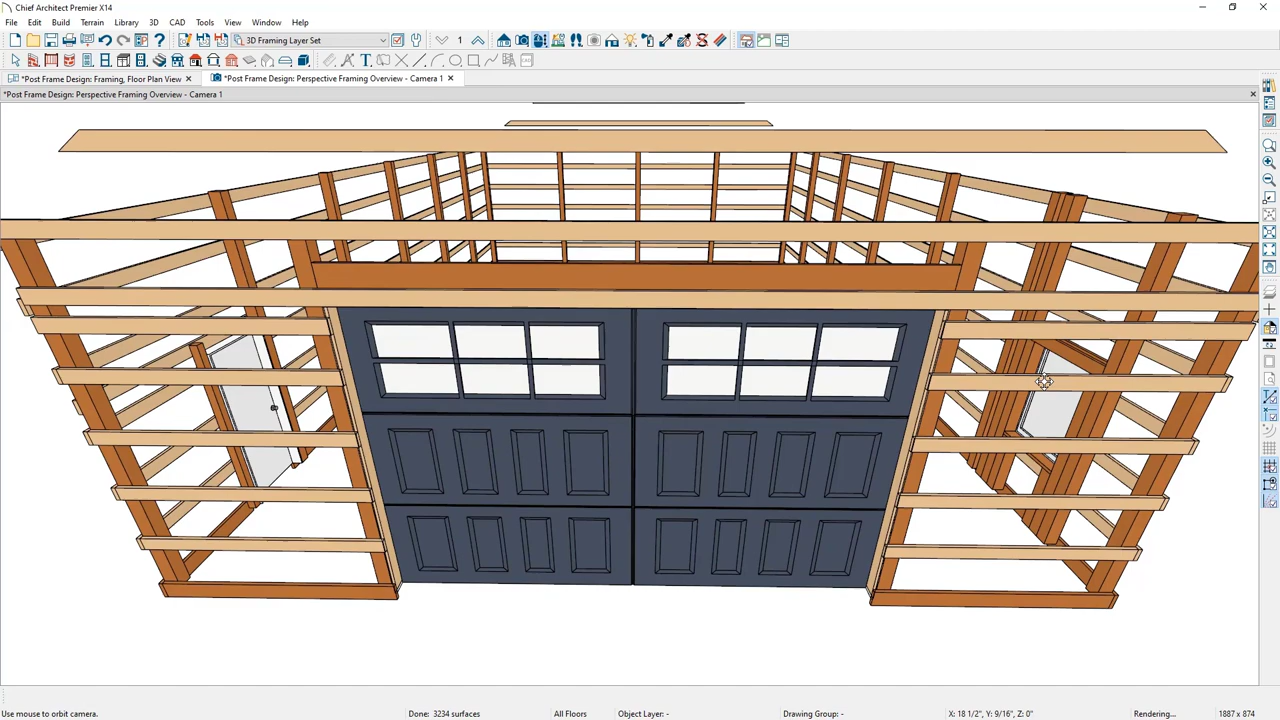 Chief Architect Premier X14
File Edit Build Terrain Library 3D CAD Tools View Window Help
1 3D Framing Layer Set
*Post Frame Design: Framing, Floor Plan View *Post Frame Design: Perspective Framing Overview - Camera 1
*Post Frame Design: Perspective Framing Overview - Camera 1
Use mouse to orbit camera. Done: 3234 surfaces All Floors Object Layer: - Drawing Group: - X: 18 1/2", Y: 9/16", Z: 0" Rendering... 1887 x 874